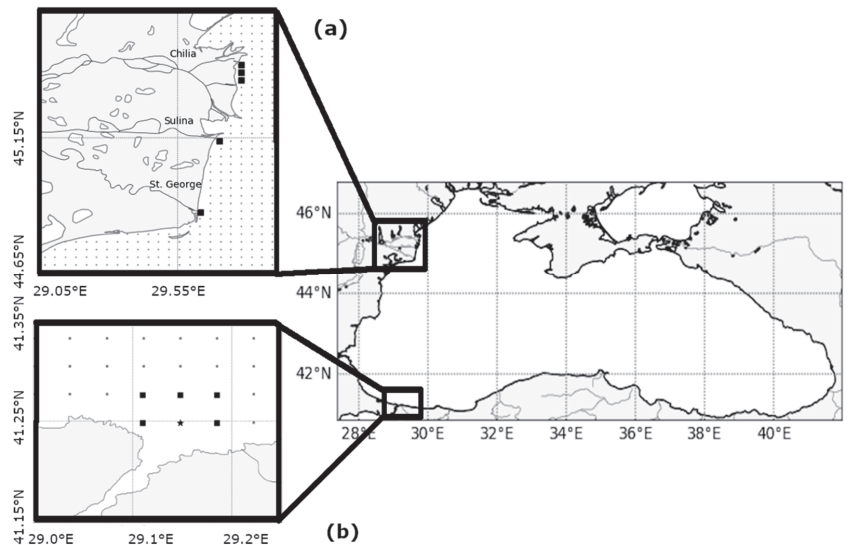 (a)
Chilia
Sulina
St. George
45.15°N
44.65°N
29.05°E 29.55°E
46°N
44°N
42°N
28°E 30°E 32°E 34°E 36°E 38°E 40°E
41.35°N
41.25°N
41.15°N
29.0°E 29.1°E 29.2°E
(b)